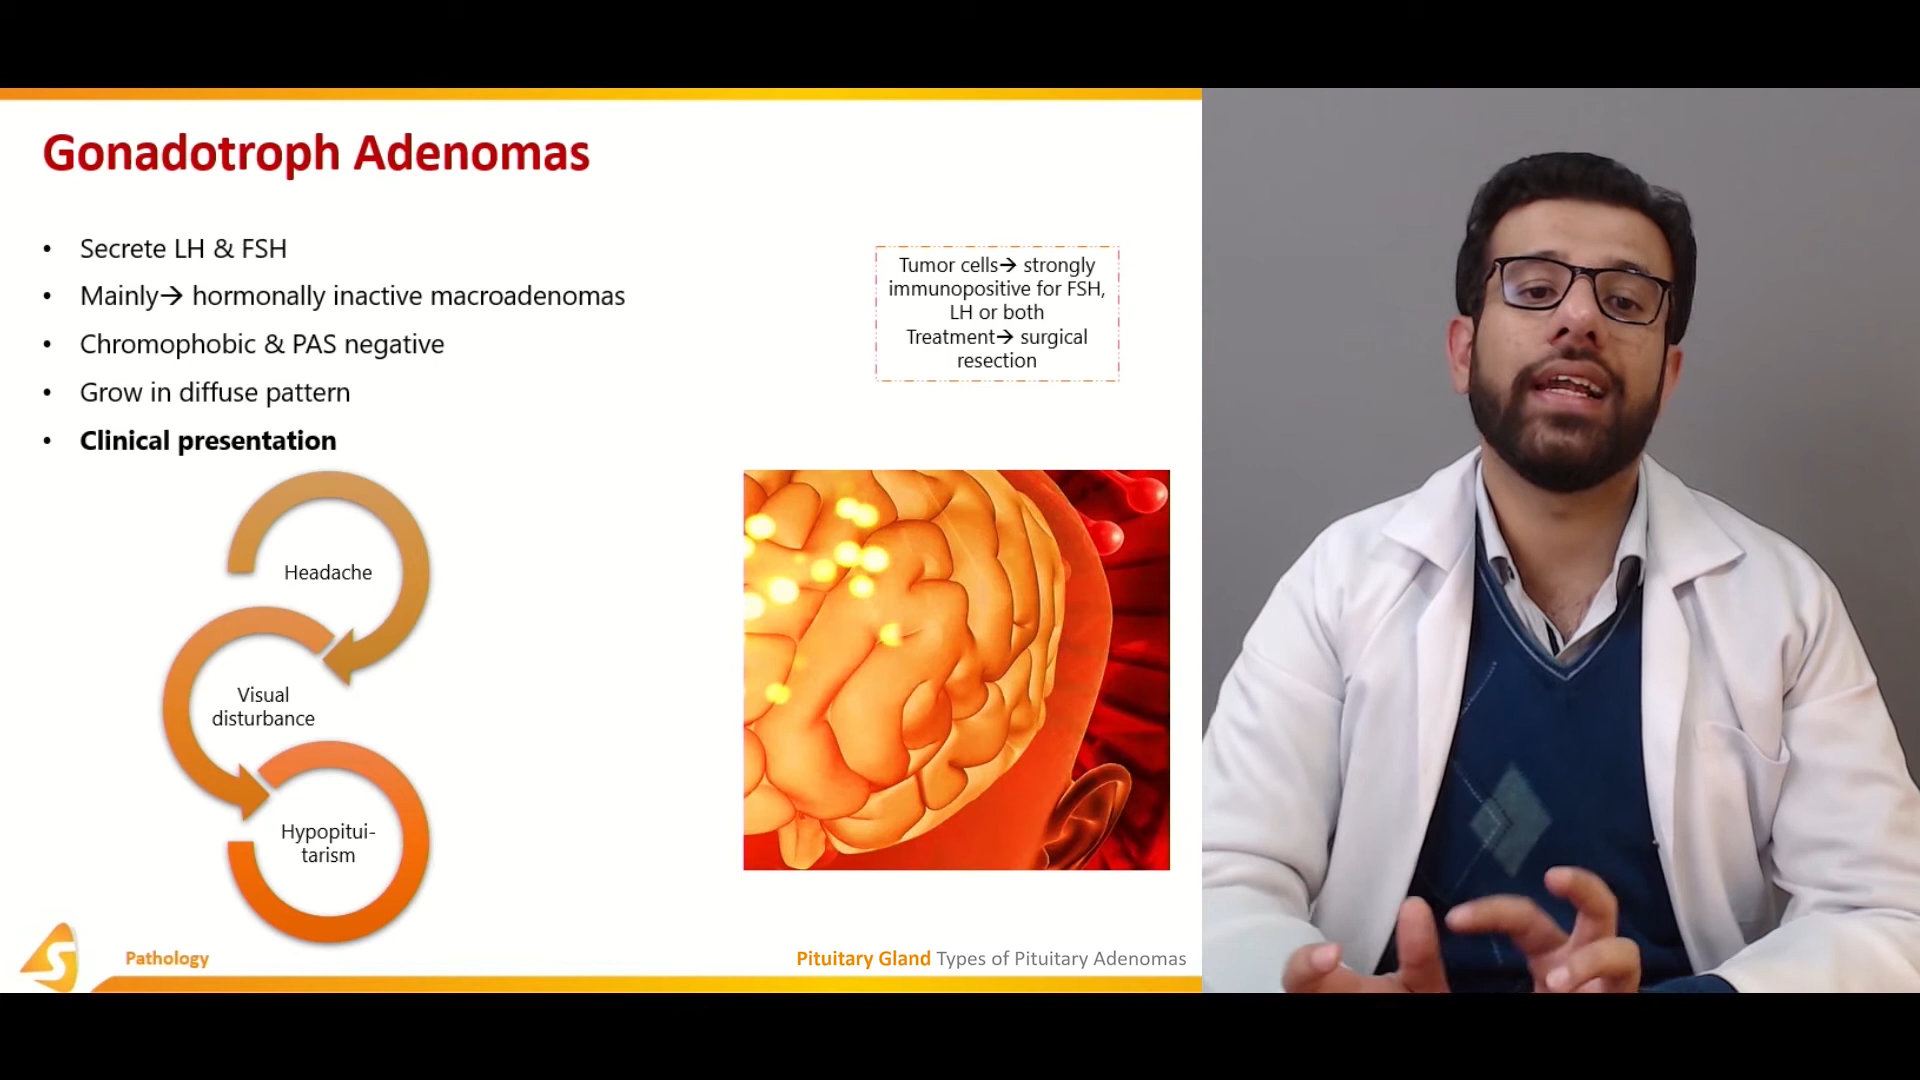 Gonadotroph Adenomas
• Secrete LH & FSH
• Mainly→ hormonally inactive macroadenomas
• Chromophobic & PAS negative
• Grow in diffuse pattern
• Clinical presentation
Tumor cells→ strongly
immunopositive for FSH,
LH or both
Treatment→ surgical
resection
Headache
Visual
disturbance
Hypopitui-
tarism
S
Pathology
Pituitary Gland Types of Pituitary Adenomas